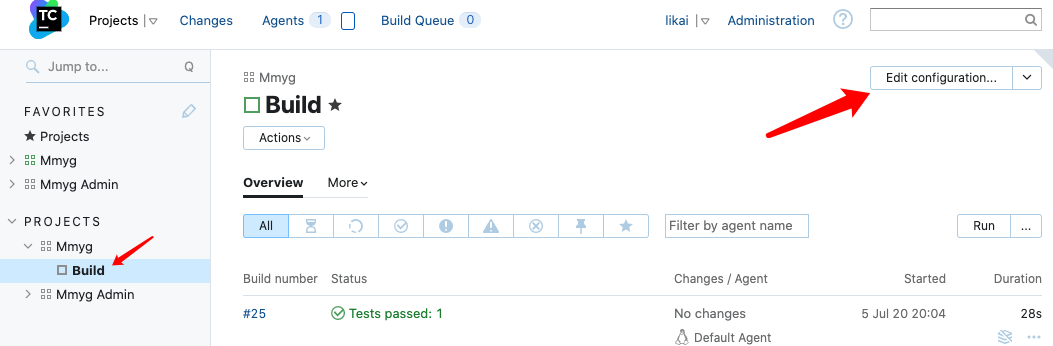 TC Projects Changes Agents 1 Build Queue 0 likai Administration ?
Jump to... Q
Mmyg
Edit configuration...
Build
FAVORITES
Projects
Actions
Mmyg
Mmyg Admin
Overview More
PROJECTS
All Filter by agent name Run ...
Mmyg
Build
Build number Status Changes / Agent Started Duration
Mmyg Admin
#25 Tests passed: 1 No changes 5 Jul 20 20:04 28s
Default Agent ...